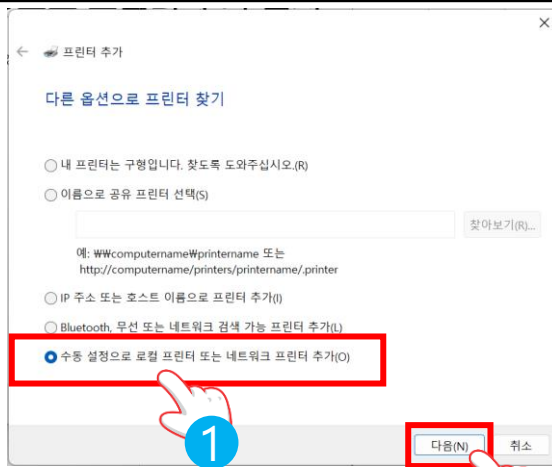 프린터 추가
다른 옵션으로 프린터 찾기
내 프린터는 구형입니다. 찾도록 도와주십시오.(R)
이름으로 공유 프린터 선택(S)
찾아보기(R)...
예: ₩₩computername₩printername 또는
http://computername/printers/printername/.printer
IP 주소 또는 호스트 이름으로 프린터 추가(I)
Bluetooth, 무선 또는 네트워크 검색 가능 프린터 추가(L)
수동 설정으로 로컬 프린터 또는 네트워크 프린터 추가(O)
1
다음(N)
취소